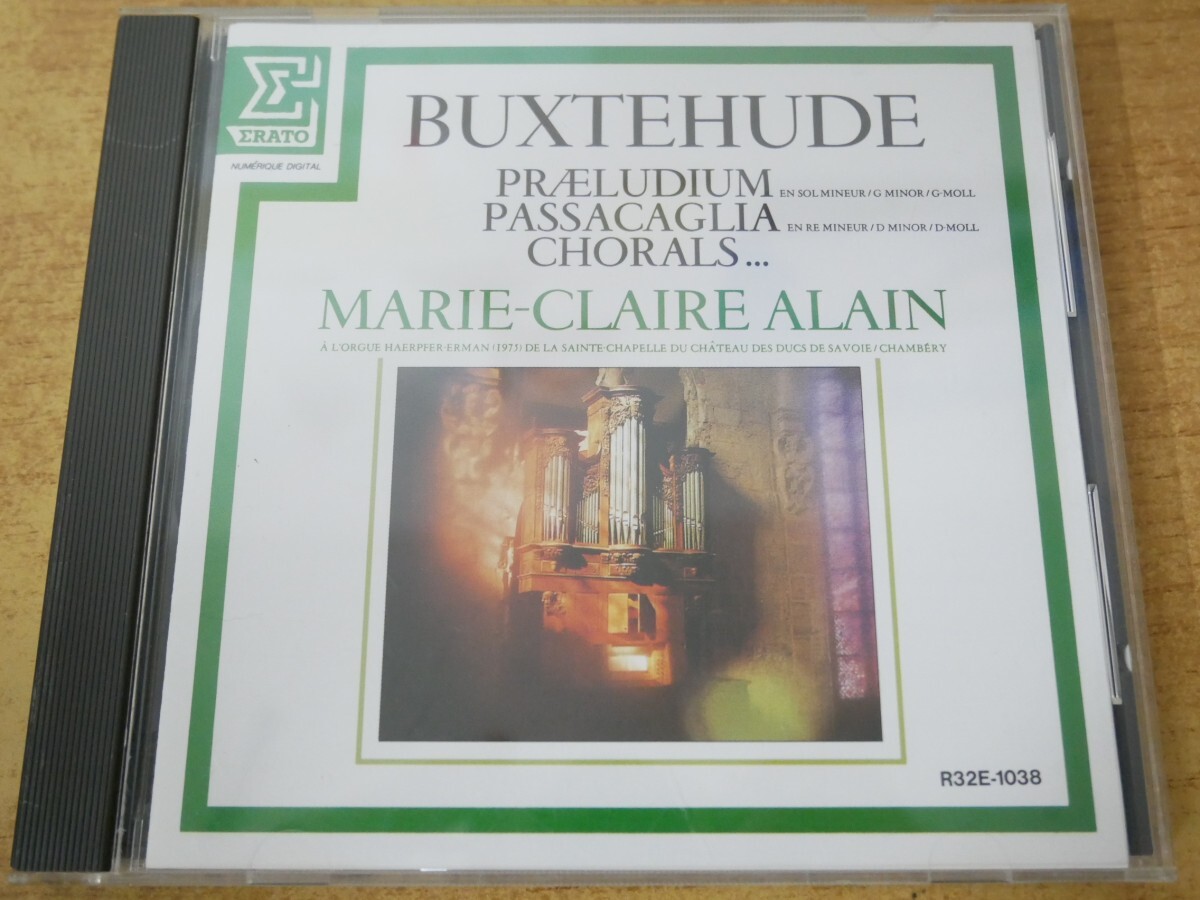 ΣRATO
NUMÉRIQUE DIGITAL
BUXTEHUDE
PRÆLUDIUM EN SOL MINEUR / G MINOR / G-MOLL
PASSACAGLIA EN RE MINEUR / D MINOR / D-MOLL
CHORALS...
MARIE-CLAIRE ALAIN
À L'ORGUE HAERPFER-ERMAN (1975) DE LA SAINTE-CHAPELLE DU CHÂTEAU DES DUCS DE SAVOIE / CHAMBÉRY
R32E-1038